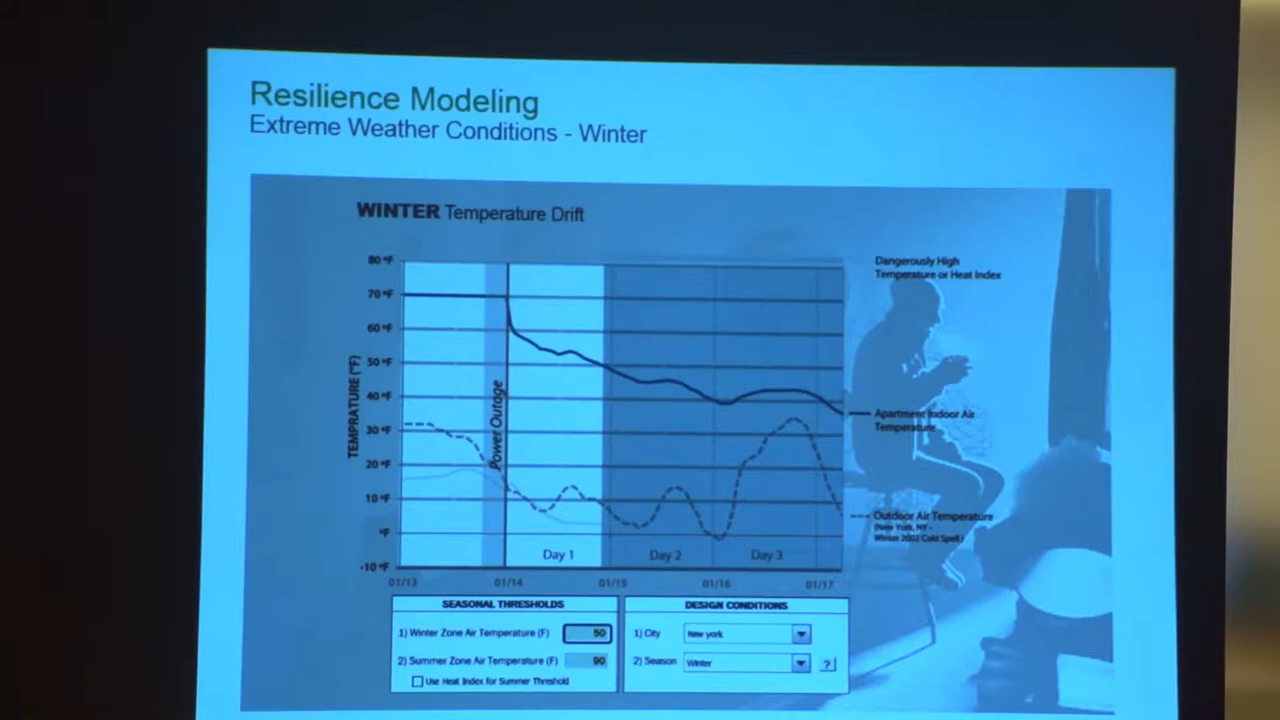 Resilience Modeling
Extreme Weather Conditions - Winter
WINTER Temperature Drift
80 °F
70 °F
60 °F
50 °F
40 °F
30 °F
20 °F
10 °F
°F
-10 °F
TEMPRATURE (°F)
Power Outage
Day 1
Day 2
Day 3
01/13
01/14
01/15
01/16
01/17
Dangerously High
Temperature or Heat Index
Apartment Indoor Air
Temperature
Outdoor Air Temperature
(New York, NY -
Winter 2002 Cold Spell)
SEASONAL THRESHOLDS
1) Winter Zone Air Temperature (F) 50
2) Summer Zone Air Temperature (F) 90
Use Heat Index for Summer Threshold
DESIGN CONDITIONS
1) City New york
2) Season Winter ?